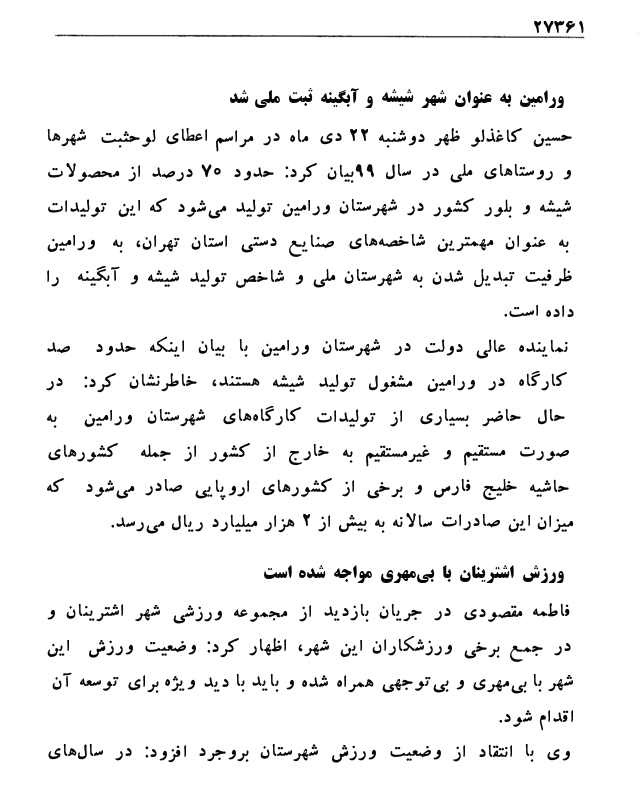 ۲۷۳۶۱
ورامین به عنوان شهر شیشه و آبگینه ثبت ملی شد
حسین کاغذلو ظهر دوشنبه ۲۲ دی ماه در مراسم اعطای لوحثبت شهرها
و روستاهای ملی در سال ۹۹بیان کرد: حدود ۷۰ درصد از محصولات
شیشه و بلور کشور در شهرستان ورامین تولید می‌شود که این تولیدات
به عنوان مهمترین شاخصه‌های صنایع دستی استان تهران، به ورامین
ظرفیت تبدیل شدن به شهرستان ملی و شاخص تولید شیشه و آبگینه را
داده است.
نماینده عالی دولت در شهرستان ورامین با بیان اینکه حدود صد
کارگاه در ورامین مشغول تولید شیشه هستند، خاطرنشان کرد: در
حال حاضر بسیاری از تولیدات کارگاه‌های شهرستان ورامین به
صورت مستقیم و غیرمستقیم به خارج از کشور از جمله کشورهای
حاشیه خلیج فارس و برخی از کشورهای اروپایی صادر می‌شود که
میزان این صادرات سالانه به بیش از ۲ هزار میلیارد ریال می‌رسد.
ورزش اشترینان با بی‌مهری مواجه شده است
فاطمه مقصودی در جریان بازدید از مجموعه ورزشی شهر اشترینان و
در جمع برخی ورزشکاران این شهر، اظهار کرد: وضعیت ورزش این
شهر با بی‌مهری و بی‌توجهی همراه شده و باید با دید ویژه برای توسعه آن
اقدام شود.
وی با انتقاد از وضعیت ورزش شهرستان بروجرد افزود: در سال‌های